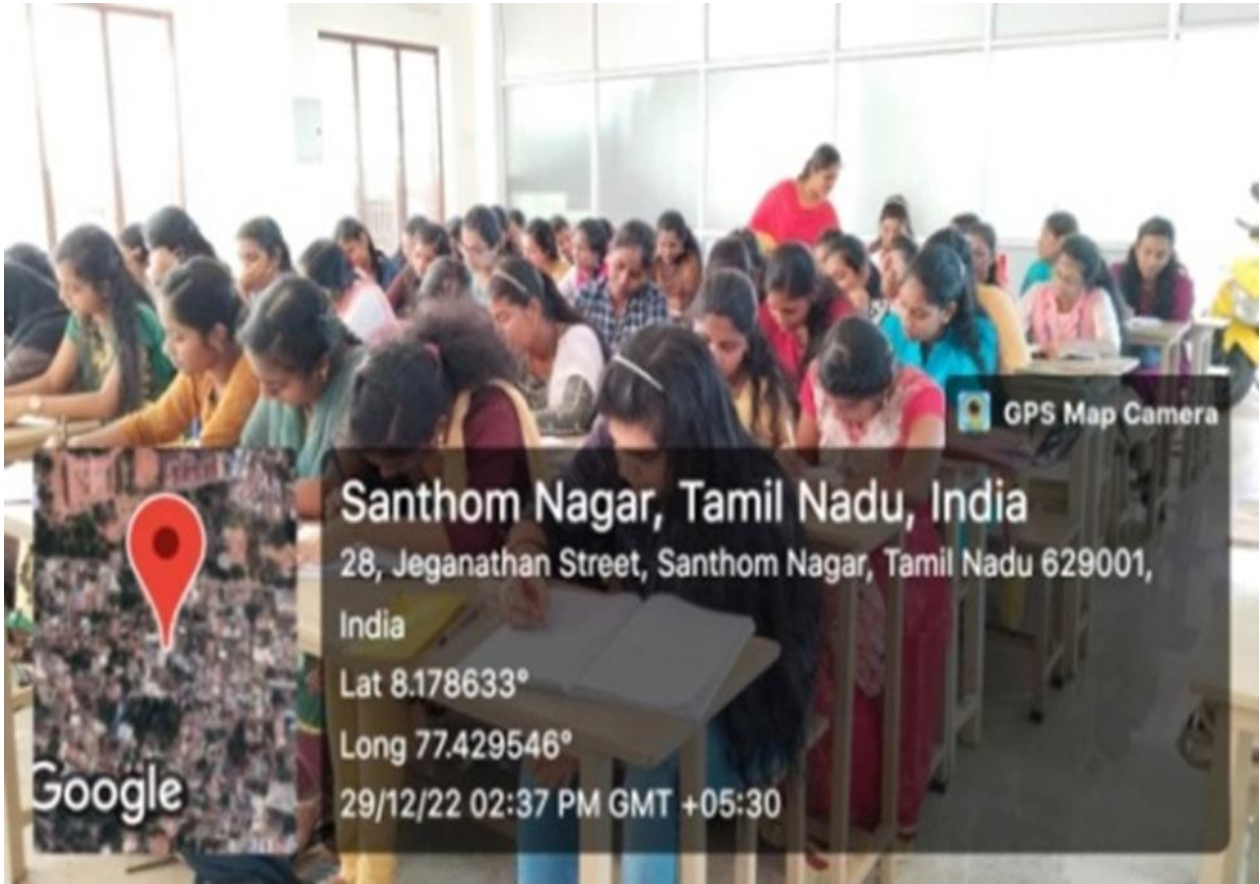 GPS Map Camera
Santhom Nagar, Tamil Nadu, India
28, Jeganathan Street, Santhom Nagar, Tamil Nadu 629001,
India
Lat 8.178633°
Long 77.429546°
29/12/22 02:37 PM GMT +05:30
Google